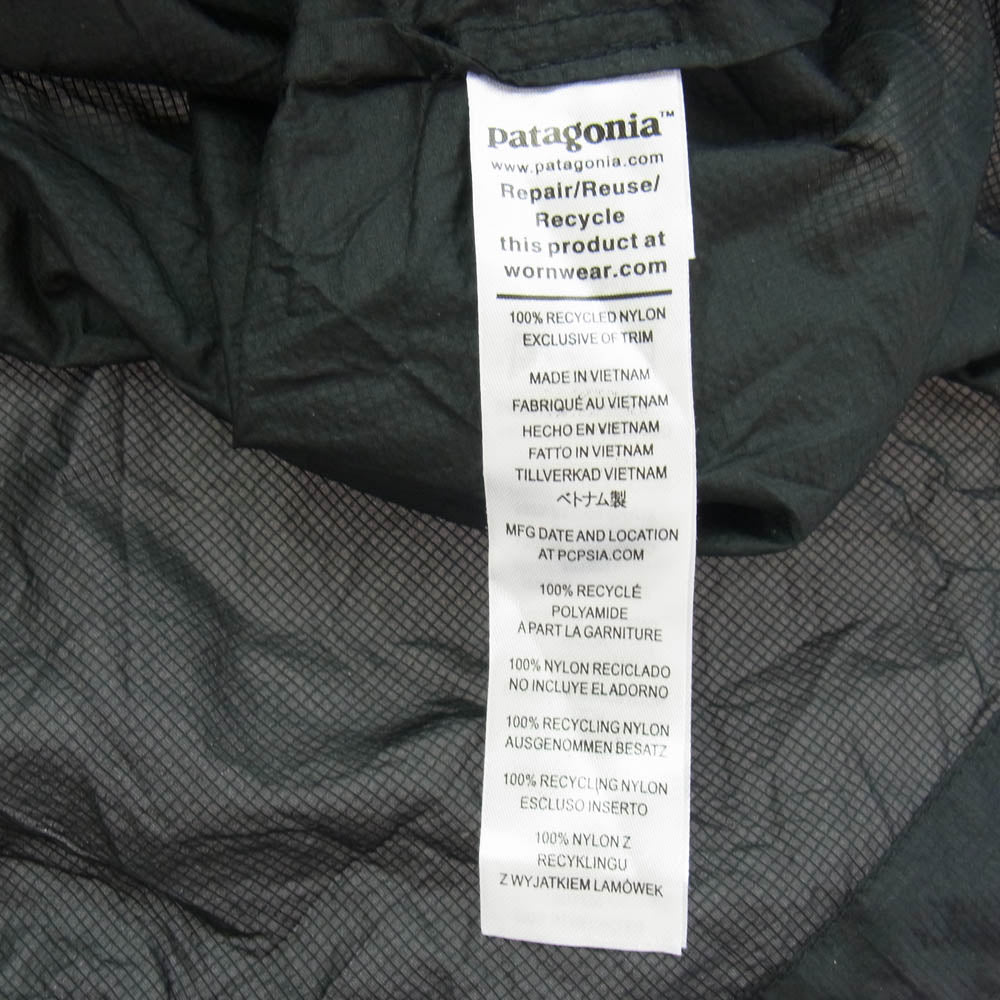 patagonia™
www.patagonia.com
Repair/Reuse/
Recycle
this product at
wornwear.com
100% RECYCLED NYLON
EXCLUSIVE OF TRIM
MADE IN VIETNAM
FABRIQUÉ AU VIETNAM
HECHO EN VIETNAM
FATTO IN VIETNAM
TILLVERKAD VIETNAM
ベトナム製
MFG DATE AND LOCATION
AT PCPSIA.COM
100% RECYCLÉ
POLYAMIDE
A PART LA GARNITURE
100% NYLON RECICLADO
NO INCLUYE EL ADORNO
100% RECYCLING NYLON
AUSGENOMMEN BESATZ
100% RECYCLING NYLON
ESCLUSO INSERTO
100% NYLON Z
RECYKLINGU
Z WYJATKIEM LAMÓWEK